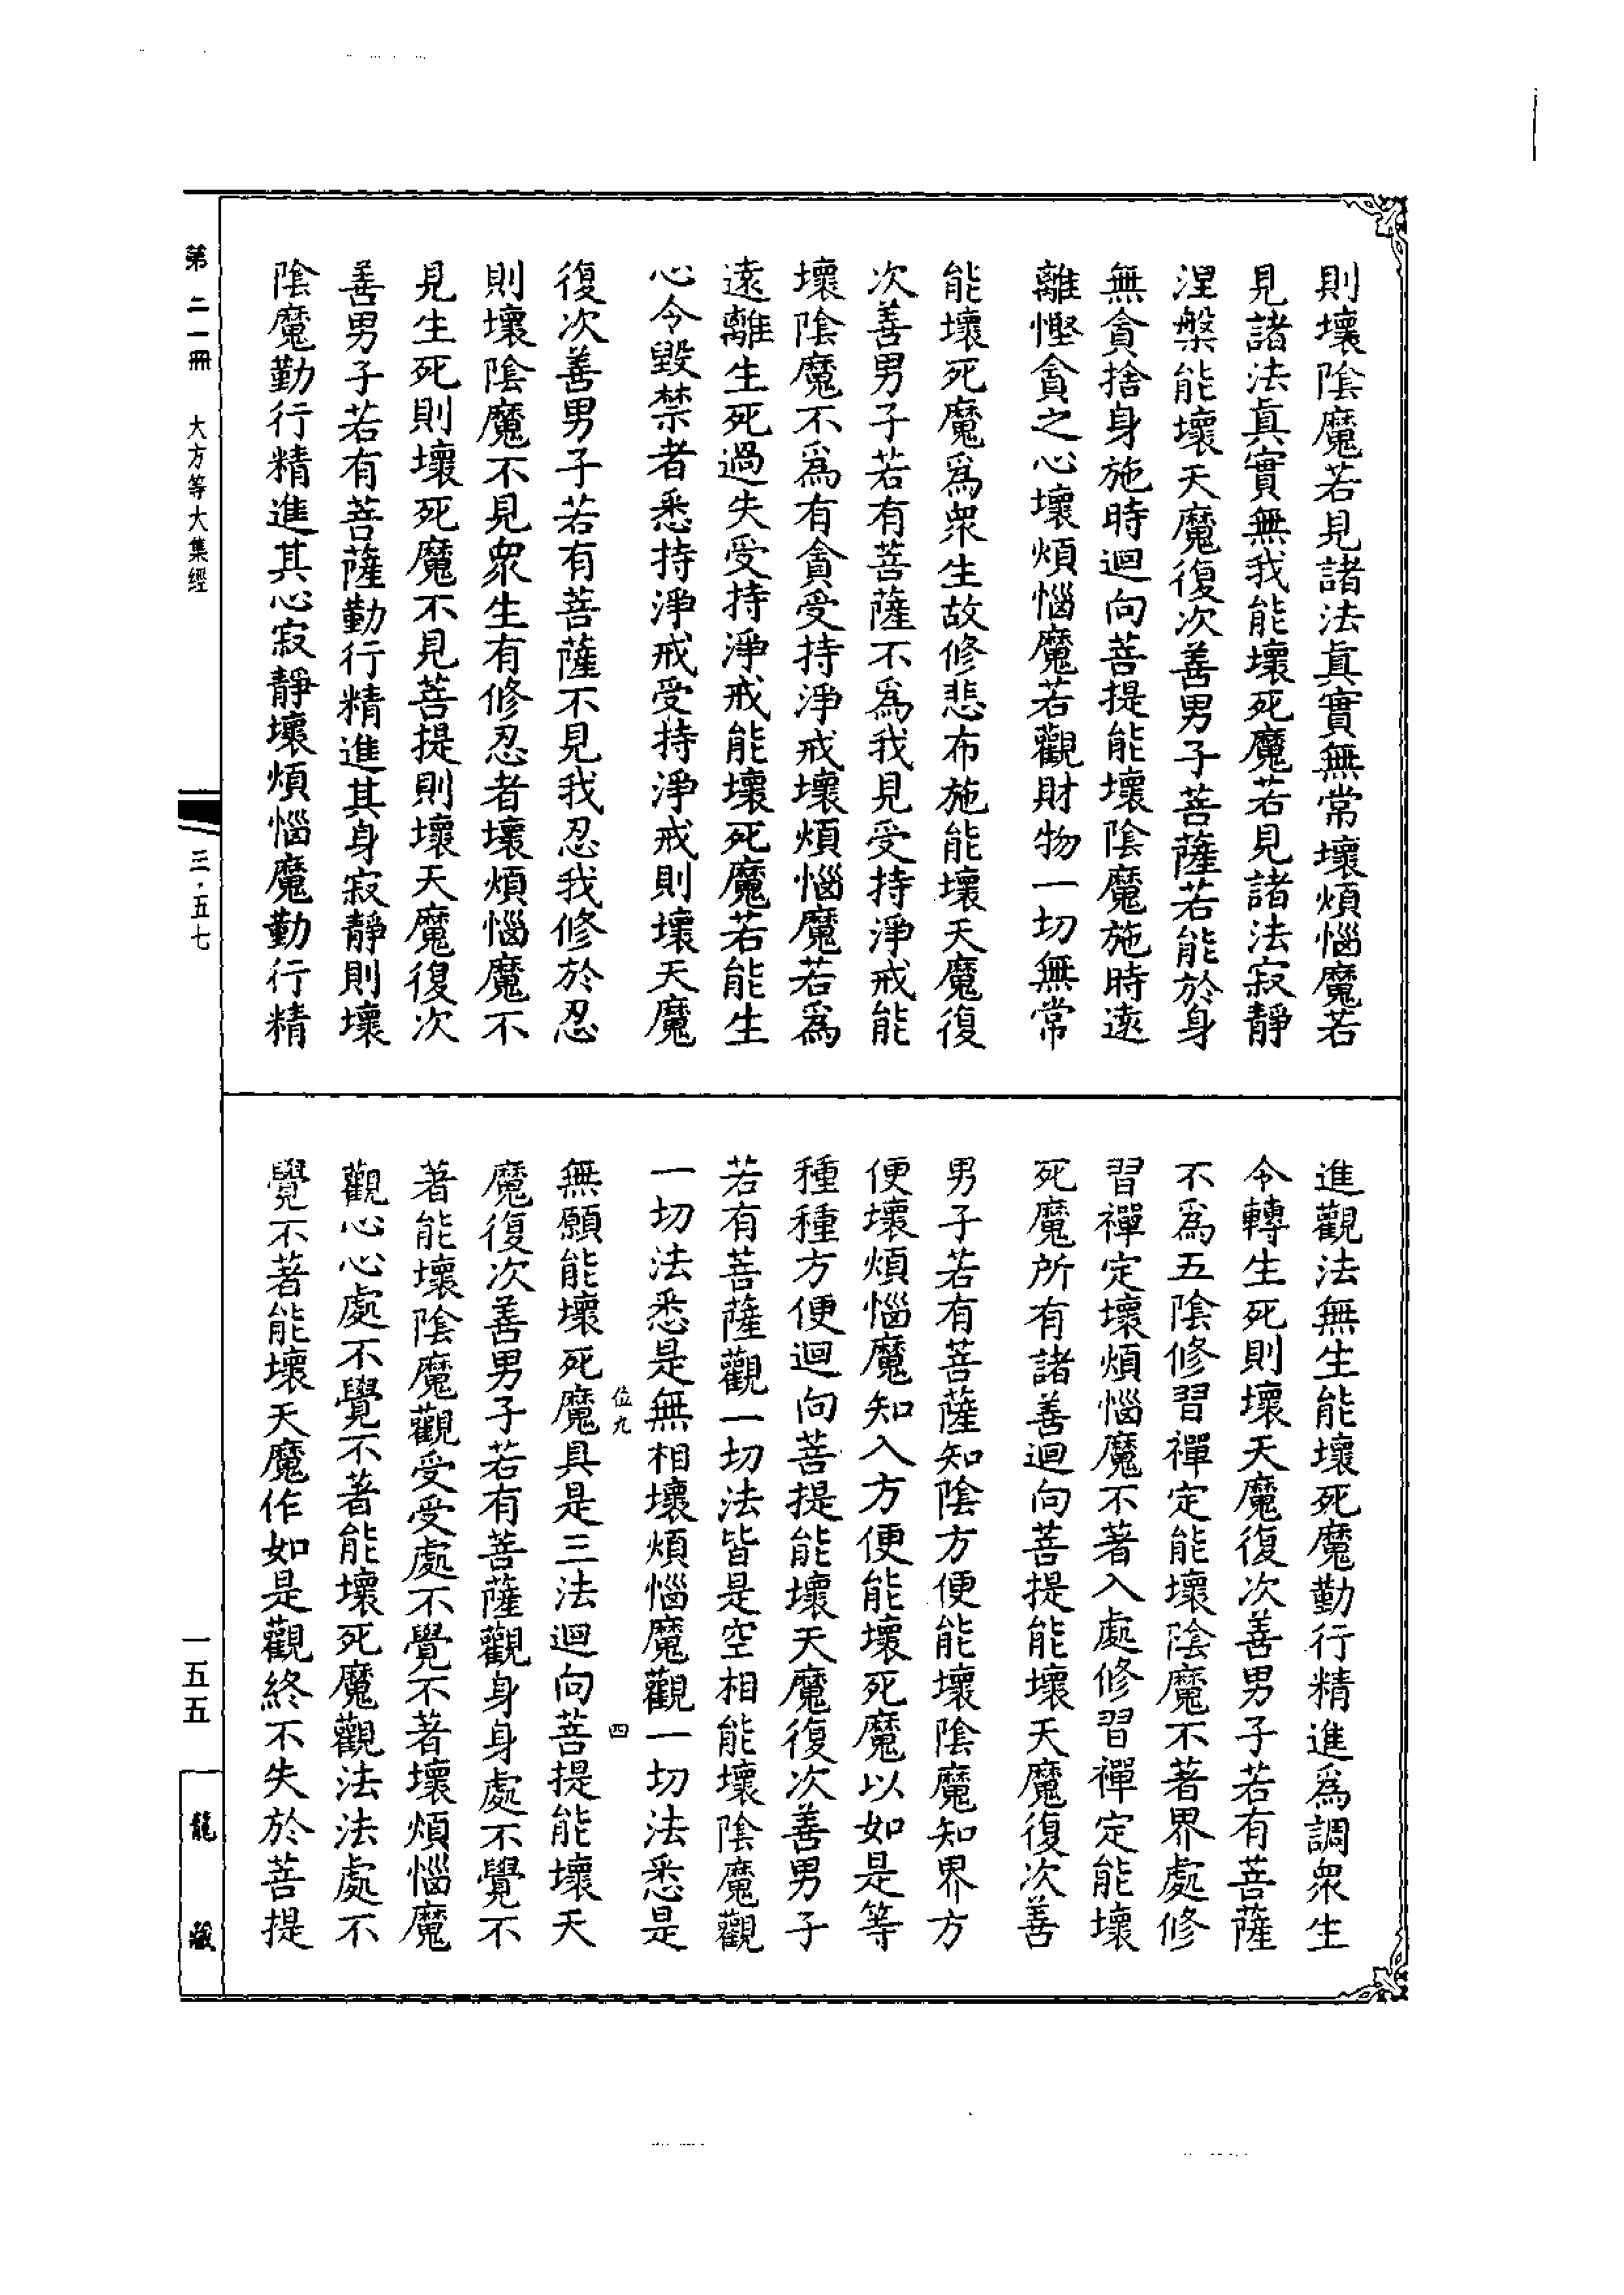 則壞陰魔若見諸法真實無常壞煩惱魔若
見諸法真實無我能壞死魔若見諸法寂靜
涅槃能壞天魔復次善男子菩薩若能於身
無貪捨身施時迴向菩提能壞陰魔施時遠
離慳貪之心壞煩惱魔若觀財物一切無常
能壞死魔爲衆生故修悲布施能壞天魔復
次善男子若有菩薩不爲我見受持淨戒能
壞陰魔不爲有貪受持淨戒壞煩惱魔若爲
遠離生死過失受持淨戒能壞死魔若能生
心令毀禁者悉持淨戒受持淨戒則壞天魔
復次善男子若有菩薩不見我忍我修於忍
則壞陰魔不見衆生有修忍者壞煩惱魔不
見生死則壞死魔不見菩提則壞天魔復次
善男子若有菩薩勤行精進其身寂靜則壞
陰魔勤行精進其心寂靜壞煩惱魔勤行精
進觀法無生能壞死魔勤行精進爲調衆生
令轉生死則壞天魔復次善男子若有菩薩
不爲五陰修習禪定能壞陰魔不著界處修
習禪定壞煩惱魔不著入處修習禪定能壞
死魔所有諸善迴向菩提能壞天魔復次善
男子若有菩薩知陰方便能壞陰魔知界方
便壞煩惱魔知入方便能壞死魔以如是等
種種方便迴向菩提能壞天魔復次善男子
若有菩薩觀一切法皆是空相能壞陰魔觀
一切法悉是無相壞煩惱魔觀一切法悉是
位九 四
無願能壞死魔具是三法迴向菩提能壞天
魔復次善男子若有菩薩觀身身處不覺不
著能壞陰魔觀受受處不覺不著壞煩惱魔
觀心心處不覺不著能壞死魔觀法法處不
覺不著能壞天魔作如是觀終不失於菩提
第二一冊 大方等大集經 三·五七 一五五 龍藏